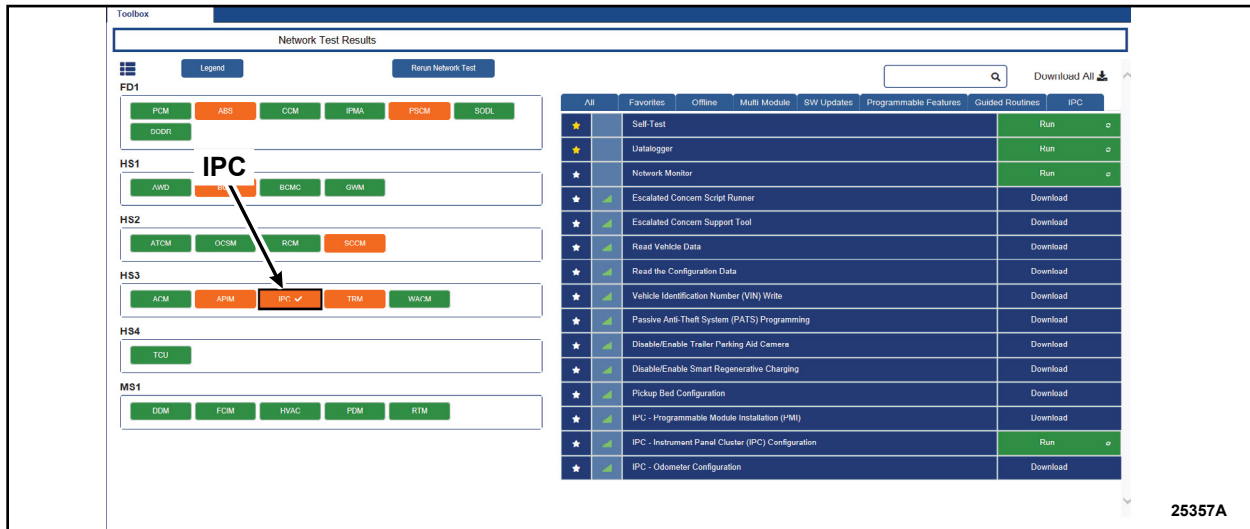 Toolbox
Network Test Results
Legend
Rerun Network Test
Download All
FD1
PCM ABS CCM IPMA PSCM SODL
SODR
All Favorites Offline Multi Module SW Updates Programmable Features Guided Routines IPC
Self-Test Run
Datalogger Run
Network Monitor Run
Escalated Concern Script Runner Download
Escalated Concern Support Tool Download
Read Vehicle Data Download
Read the Configuration Data Download
Vehicle Identification Number (VIN) Write Download
Passive Anti-Theft System (PATS) Programming Download
Disable/Enable Trailer Parking Aid Camera Download
Disable/Enable Smart Regenerative Charging Download
Pickup Bed Configuration Download
IPC - Programmable Module Installation (PMI) Download
IPC - Instrument Panel Cluster (IPC) Configuration Run
IPC - Odometer Configuration Download
HS1
IPC
AWD BCMC GWM
HS2
ATCM OCSM RCM SCCM
HS3
ACM APIM IPC TRM WACM
HS4
TCU
MS1
DDM FCIM HVAC PDM RTM
25357A